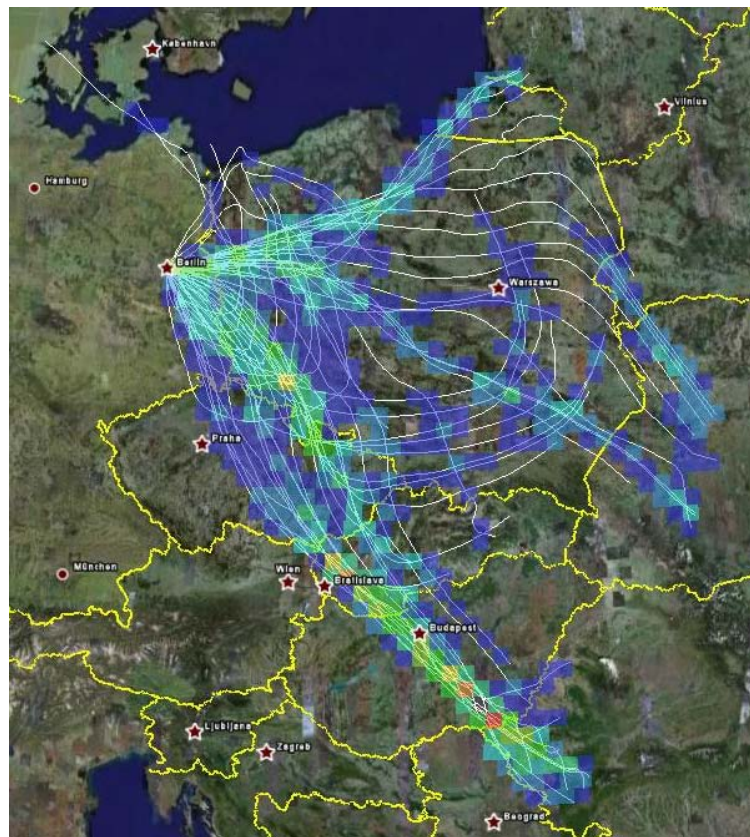 København
Vilnius
Hamburg
Berlin
Warszawa
Praha
München
Wien
Bratislava
Budapest
Ljubljana
Zagreb
Beograd